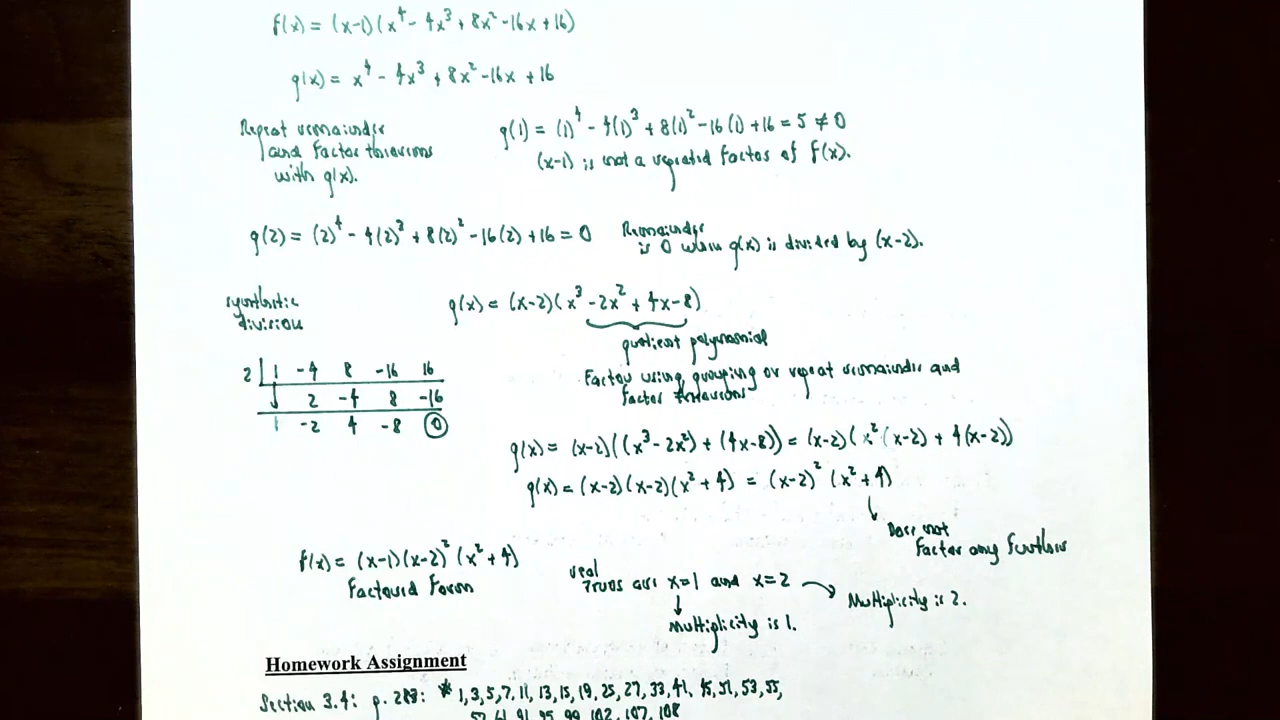 f(x) = (x-1)(x⁴ - 4x³ + 8x² - 16x + 16)
g(x) = x⁴ - 4x³ + 8x² - 16x + 16
Repeat remainder
and factor theorems
with g(x).
g(1) = (1)⁴ - 4(1)³ + 8(1)² - 16(1) + 16 = 5 ≠ 0
(x-1) is not a repeated factor of f(x).
g(2) = (2)⁴ - 4(2)³ + 8(2)² - 16(2) + 16 = 0
Remainder
is 0 when g(x) is divided by (x-2).
synthetic
division
2 | 1 -4 8 -16 16
2 -4 8 -16
1 -2 4 -8 0
g(x) = (x-2)(x³ - 2x² + 4x - 8)
quotient polynomial
Factor using grouping or repeat remainder and
factor theorems
g(x) = (x-2)((x³ - 2x²) + (4x-8)) = (x-2)(x²(x-2) + 4(x-2))
g(x) = (x-2)(x-2)(x² + 4) = (x-2)² (x² + 4)
Does not
factor any further
f(x) = (x-1)(x-2)² (x² + 4)
Factored Form
real
zeros are x=1 and x=2
Multiplicity is 2.
Multiplicity is 1.
Homework Assignment
Section 3.4: p. 283: # 1, 3, 5, 7, 11, 13, 15, 19, 25, 27, 33, 41, 45, 51, 53, 55,
91, 95, 99, 102, 107, 108